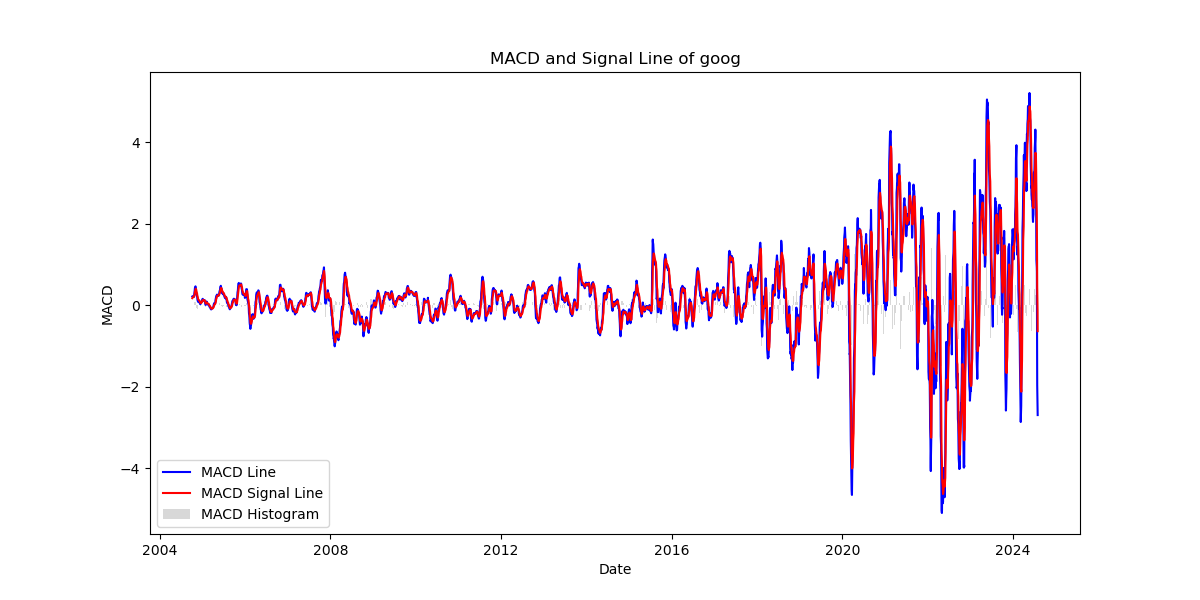 MACD and Signal Line of goog
MACD
4
2
0
−2
−4
MACD Line
MACD Signal Line
MACD Histogram
2004 2008 2012 2016 2020 2024
Date